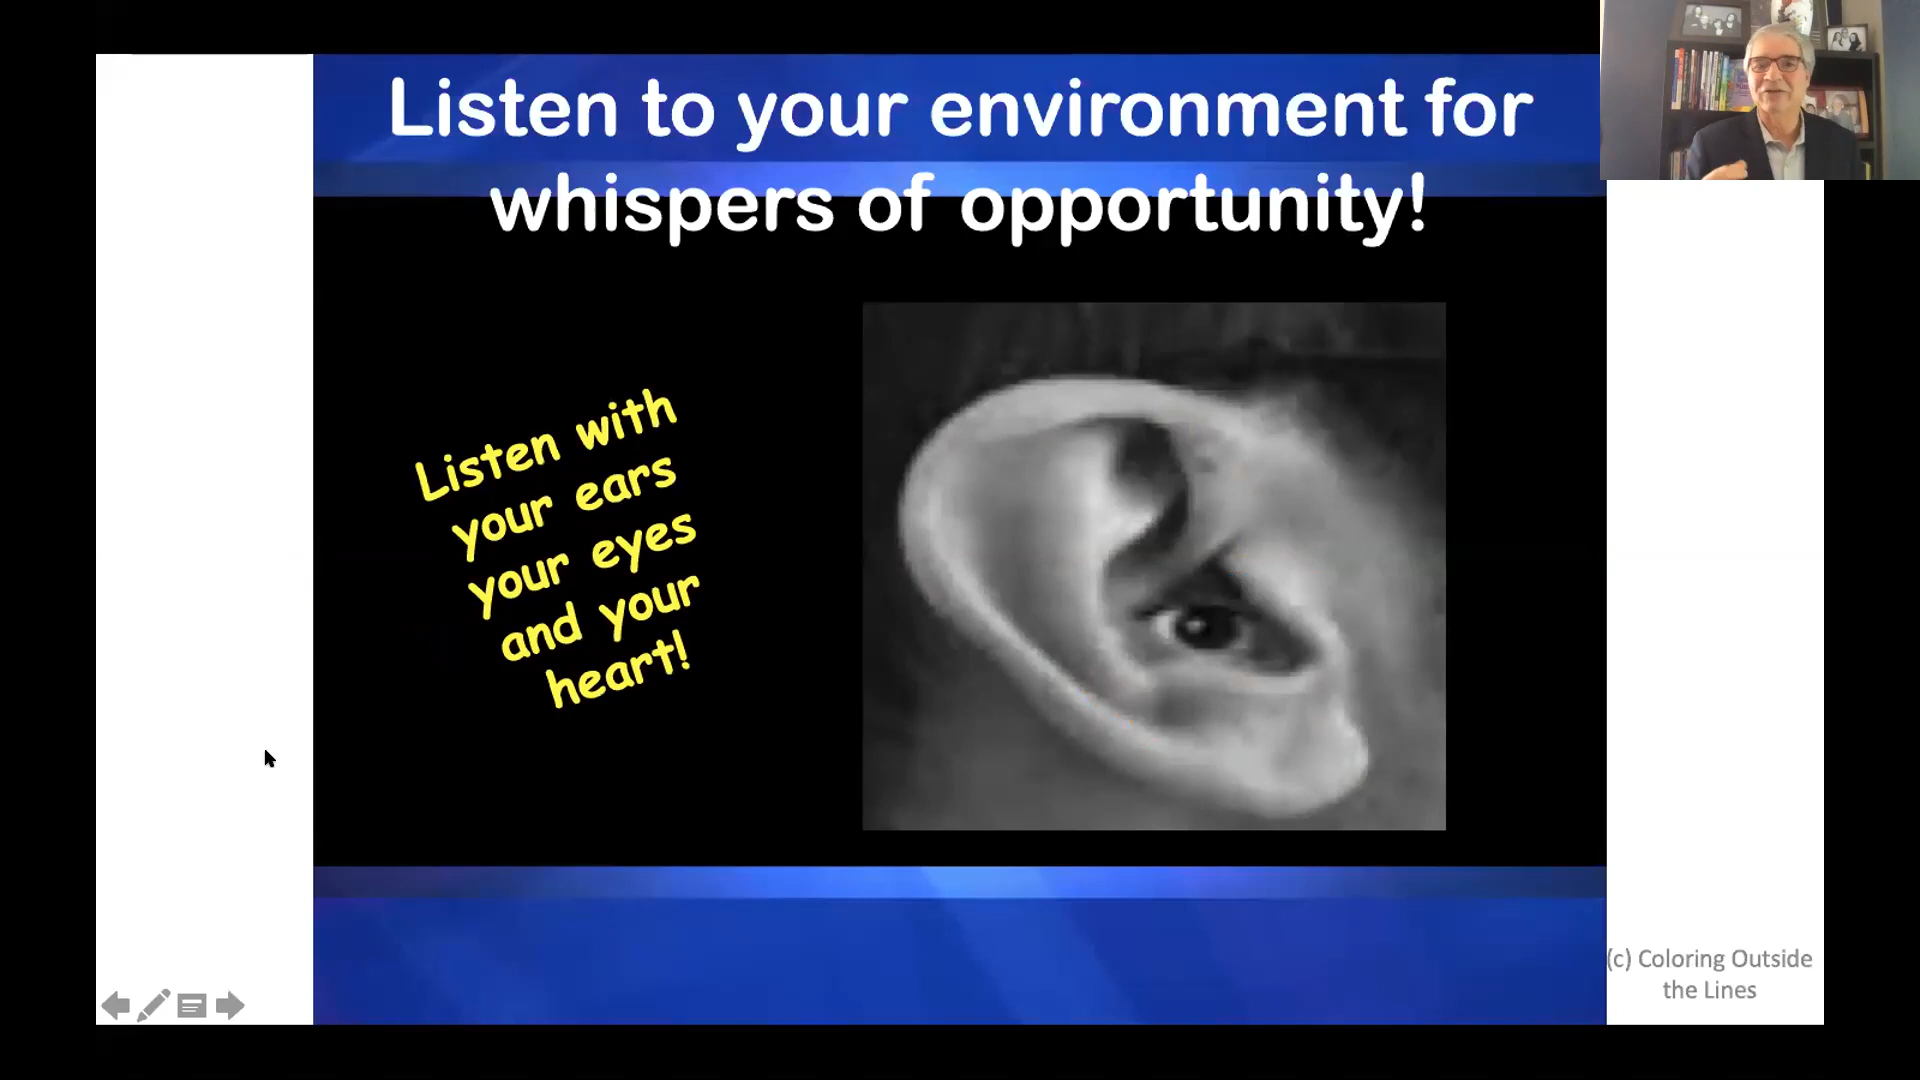 Listen to your environment for
whispers of opportunity!
Listen with
your ears
your eyes
and your
heart!
(c) Coloring Outside
the Lines